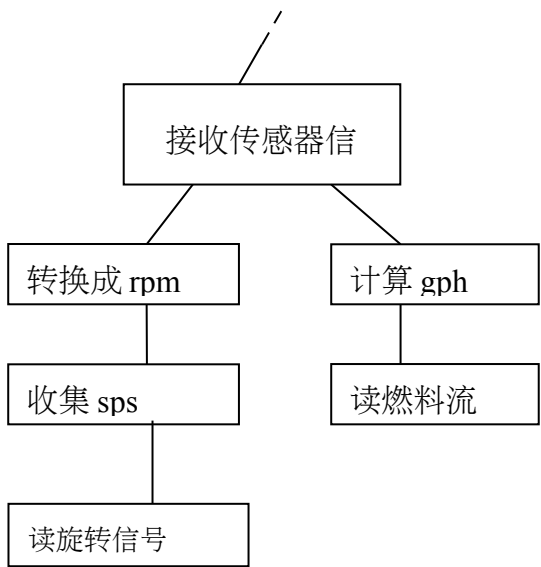 接收传感器信
转换成 rpm
计算 gph
收集 sps
读燃料流
读旋转信号